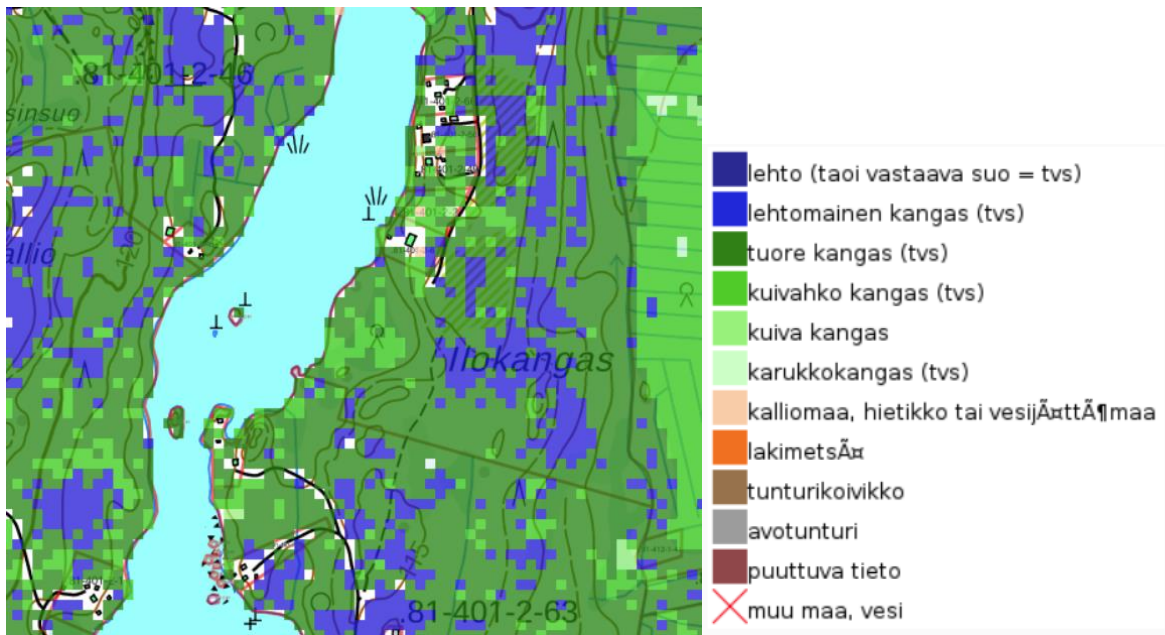 .81-401-2-46
sinsuo
allio
120
Ilokangas
115
.81-401-2-63
lehto (taoi vastaava suo = tvs)
lehtomainen kangas (tvs)
tuore kangas (tvs)
kuivahko kangas (tvs)
kuiva kangas
karukkokangas (tvs)
kalliomaa, hietikko tai vesijÃ¤ttÃ¶maa
lakimetsÃ¤
tunturikoivikko
avotunturi
puuttuva tieto
muu maa, vesi